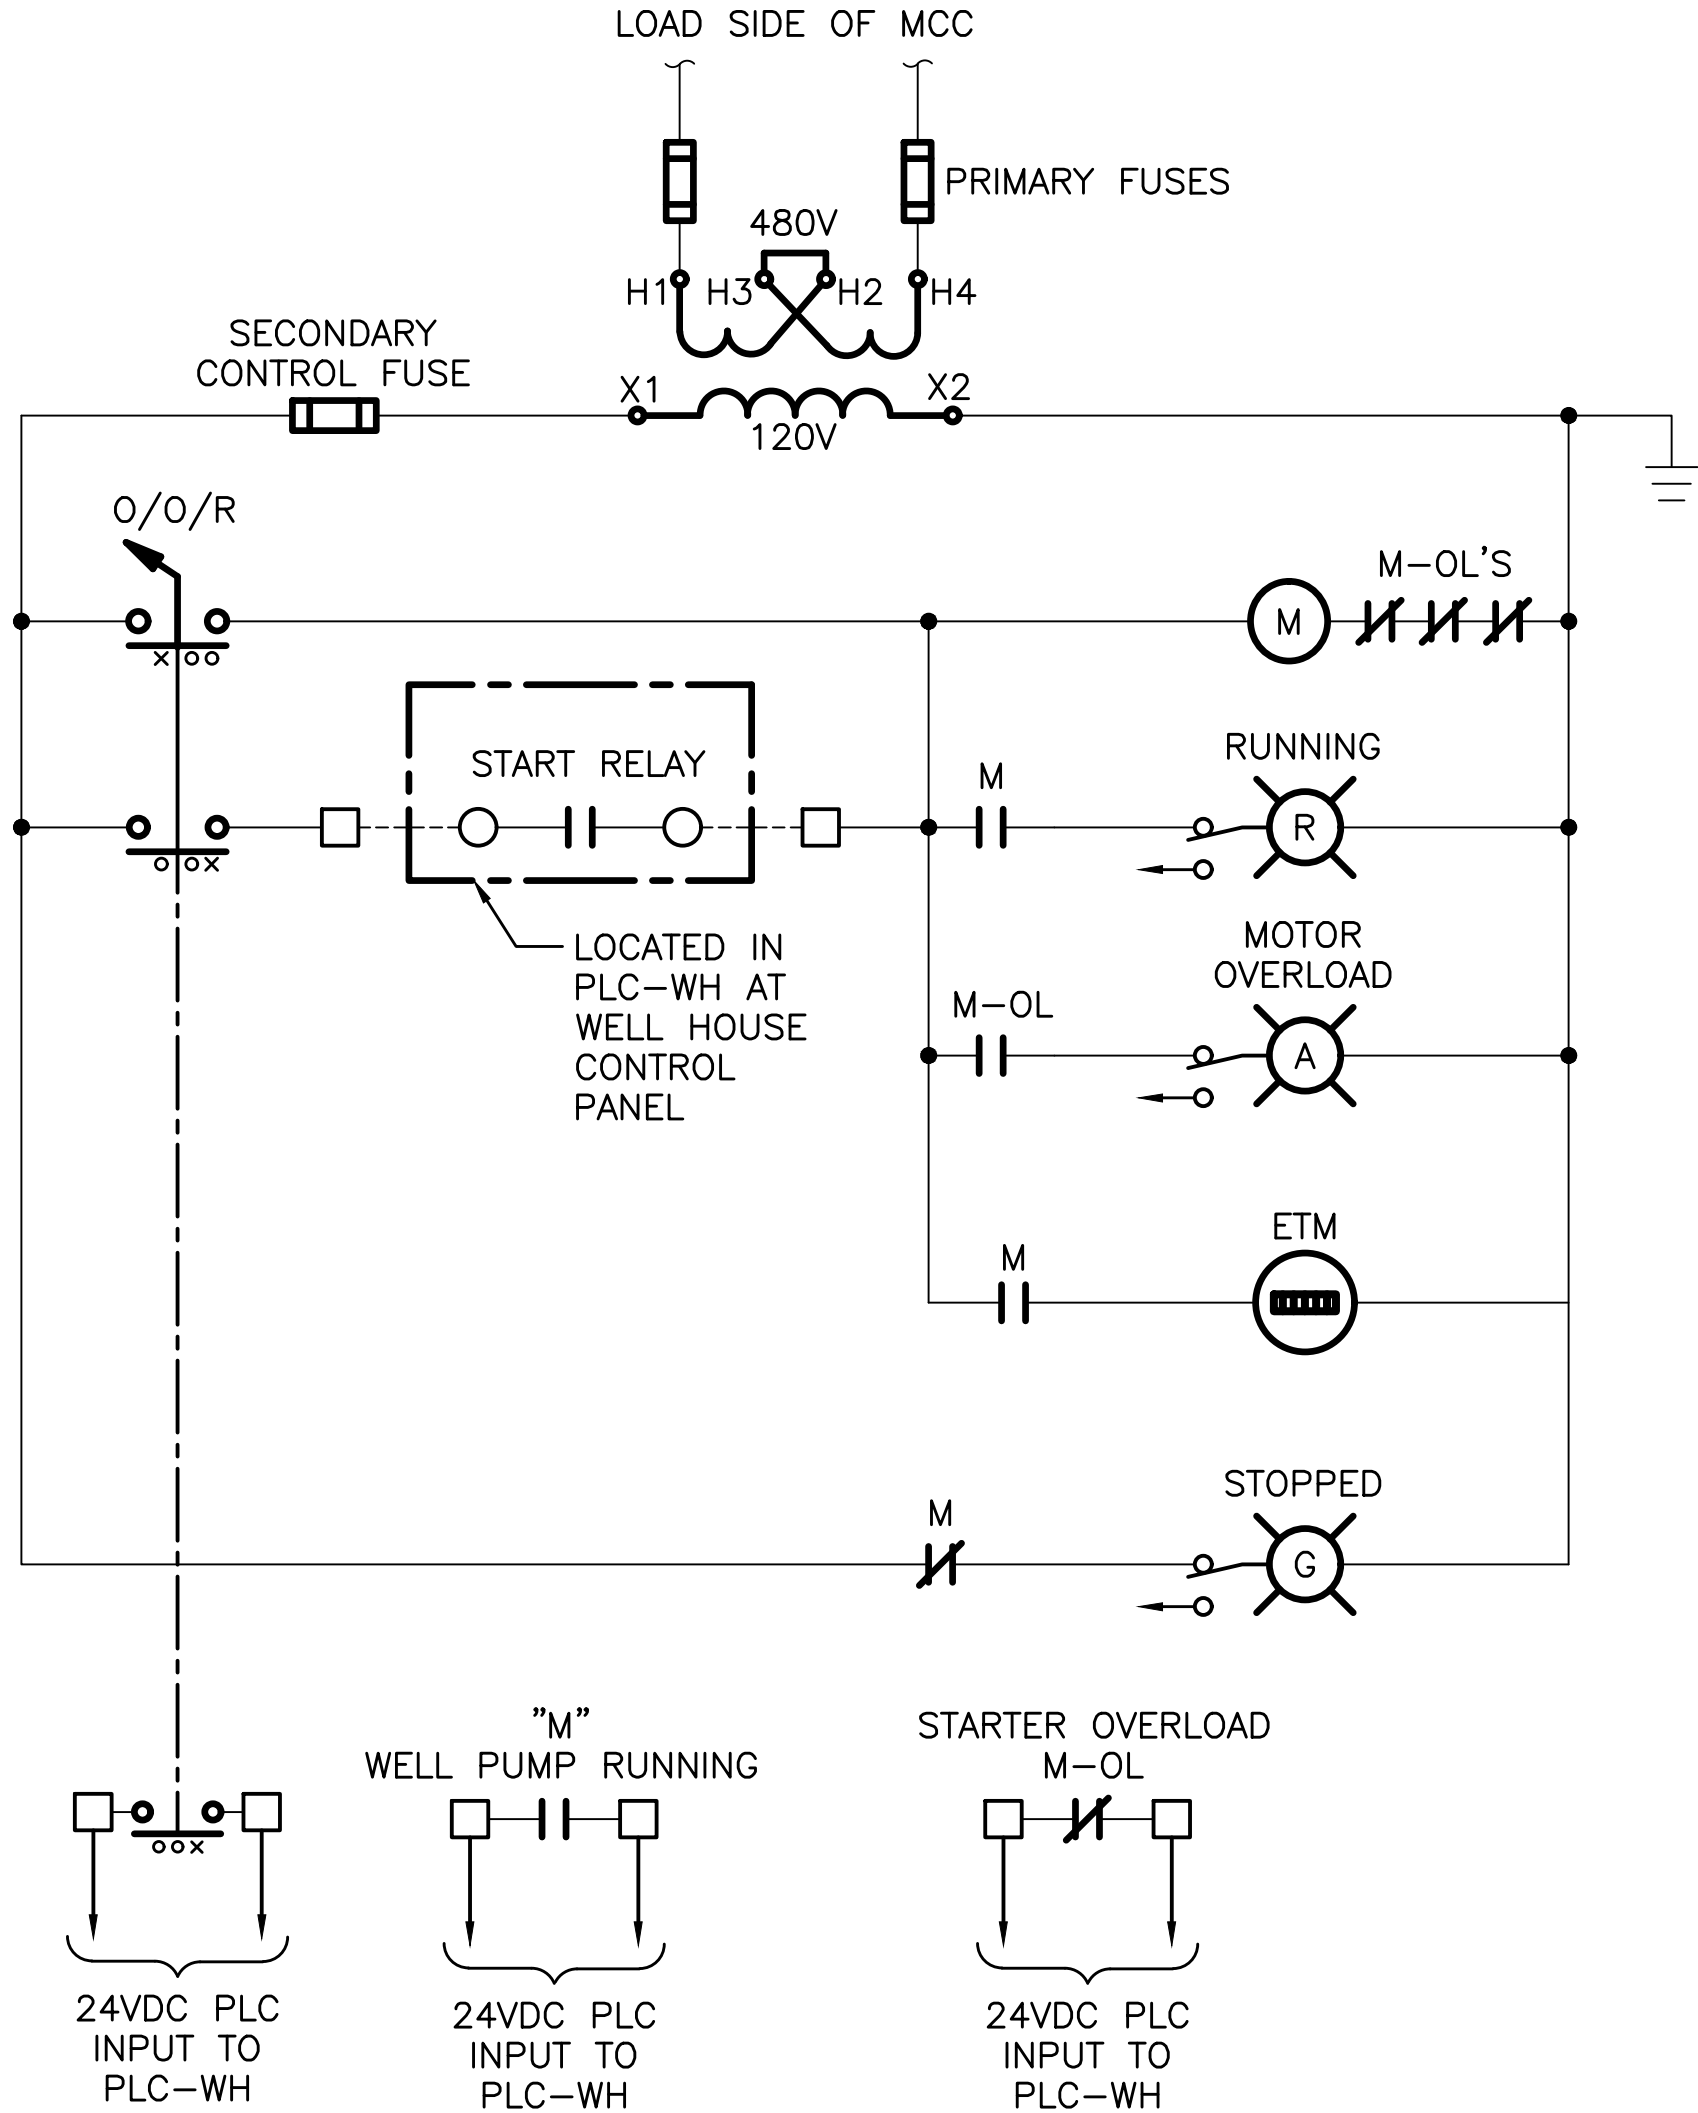 LOAD SIDE OF MCC
PRIMARY FUSES
480V
H1
H3
H2
H4
SECONDARY
CONTROL FUSE
X1
X2
120V
O/O/R
M-OL'S
M
XOO
START RELAY
RUNNING
M
R
OOX
LOCATED IN
PLC-WH AT
WELL HOUSE
CONTROL
PANEL
MOTOR
OVERLOAD
M-OL
A
ETM
M
STOPPED
M
G
"M"
WELL PUMP RUNNING
STARTER OVERLOAD
M-OL
OOX
24VDC PLC
INPUT TO
PLC-WH
24VDC PLC
INPUT TO
PLC-WH
24VDC PLC
INPUT TO
PLC-WH